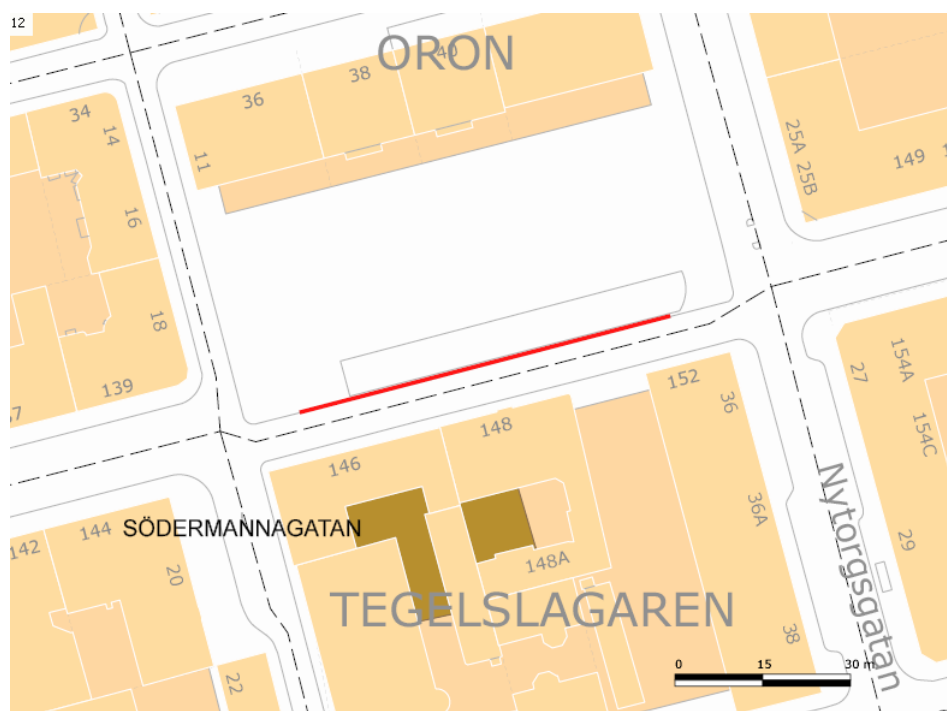 12
ORON
36
38
40
34
14
11
16
18
139
25A
25B
149
152
36
27
154A
154C
146
148
36A
Nytorgsgatan
SÖDERMANNAGATAN
142
144
20
148A
29
TEGELSLAGAREN
38
22
0 15 30 m